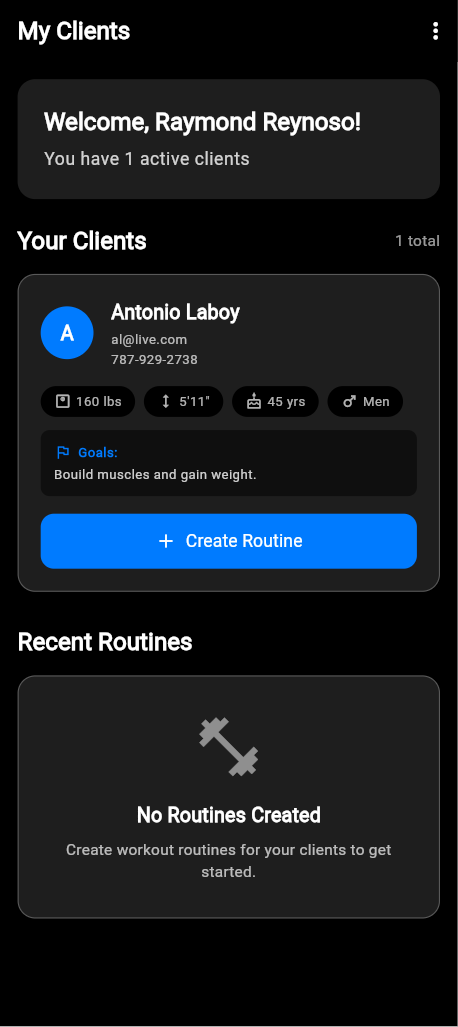 My Clients
Welcome, Raymond Reynoso!
You have 1 active clients
Your Clients
1 total
A
Antonio Laboy
al@live.com
787-929-2738
160 lbs
5'11"
45 yrs
Men
Goals:
Bouild muscles and gain weight.
Create Routine
Recent Routines
No Routines Created
Create workout routines for your clients to get
started.